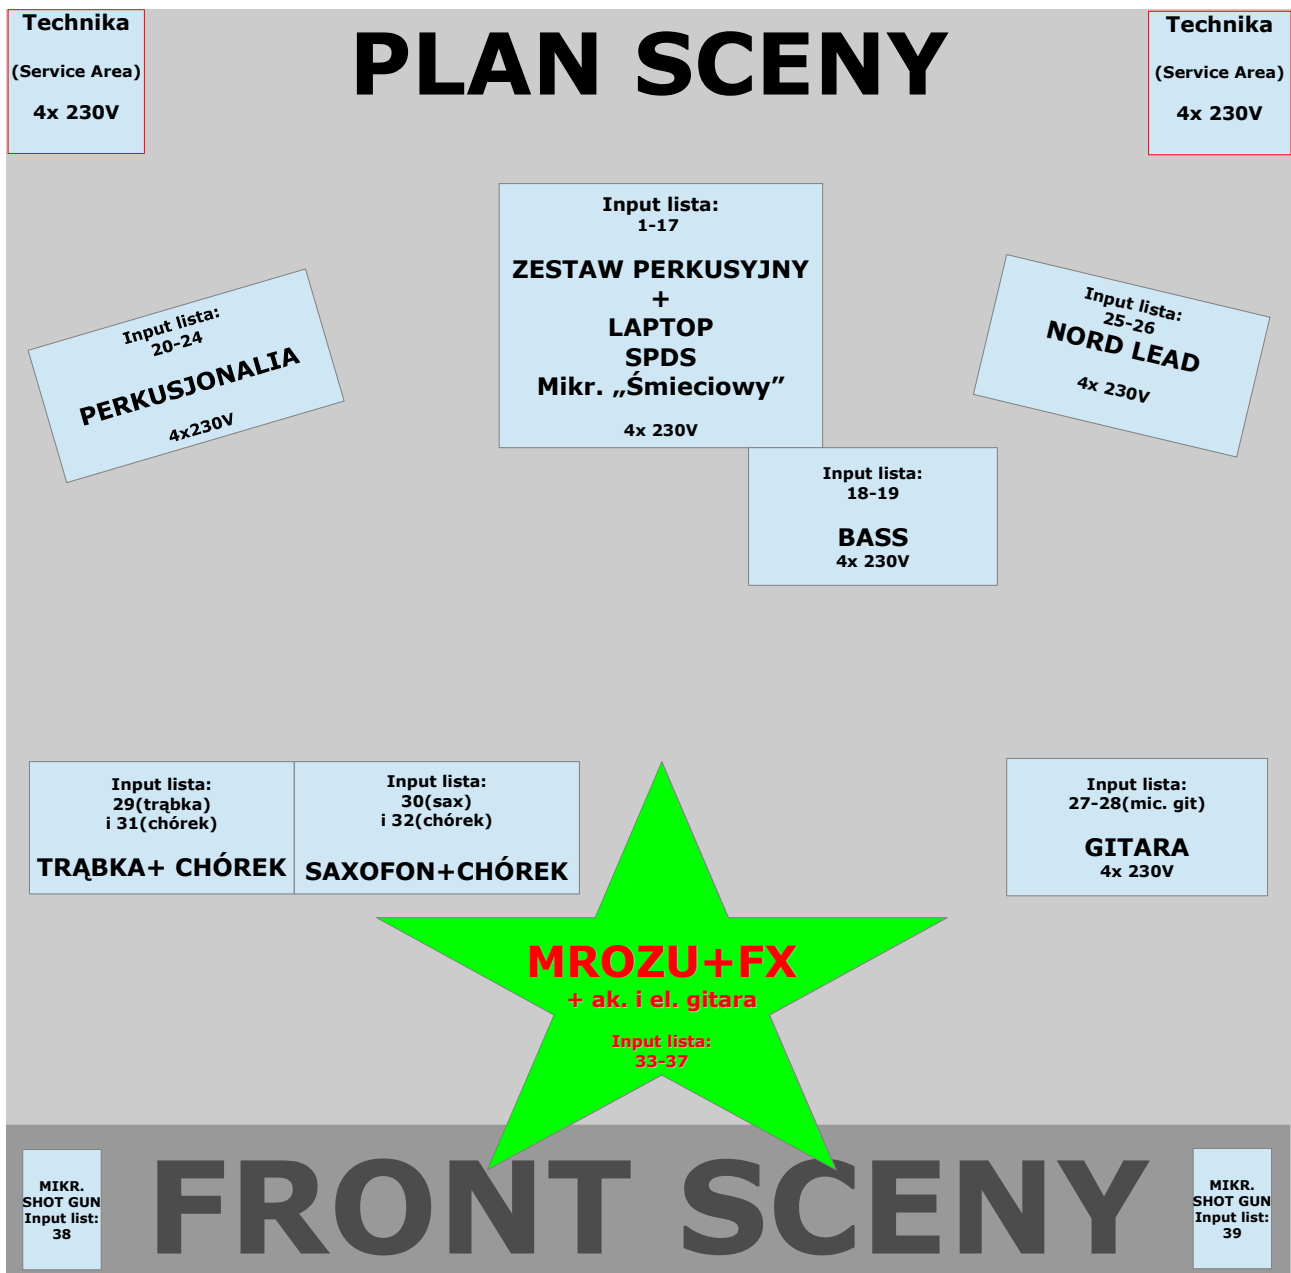 Technika
(Service Area)
4x 230V
PLAN SCENY
Technika
(Service Area)
4x 230V
Input lista:
1-17
ZESTAW PERKUSYJNY
+
LAPTOP
SPDS
Mikr. „Śmieciowy”
4x 230V
Input lista:
20-24
PERKUSJONALIA
4x230V
Input lista:
25-26
NORD LEAD
4x 230V
Input lista:
18-19
BASS
4x 230V
Input lista:
29(trąbka)
i 31(chórek)
TRĄBKA+ CHÓREK
Input lista:
30(sax)
i 32(chórek)
SAXOFON+CHÓREK
Input lista:
27-28(mic. git)
GITARA
4x 230V
MROZU+FX
+ ak. i el. gitara
Input lista:
33-37
MIKR.
SHOT GUN
Input list:
38
FRONT SCENY
MIKR.
SHOT GUN
Input list:
39